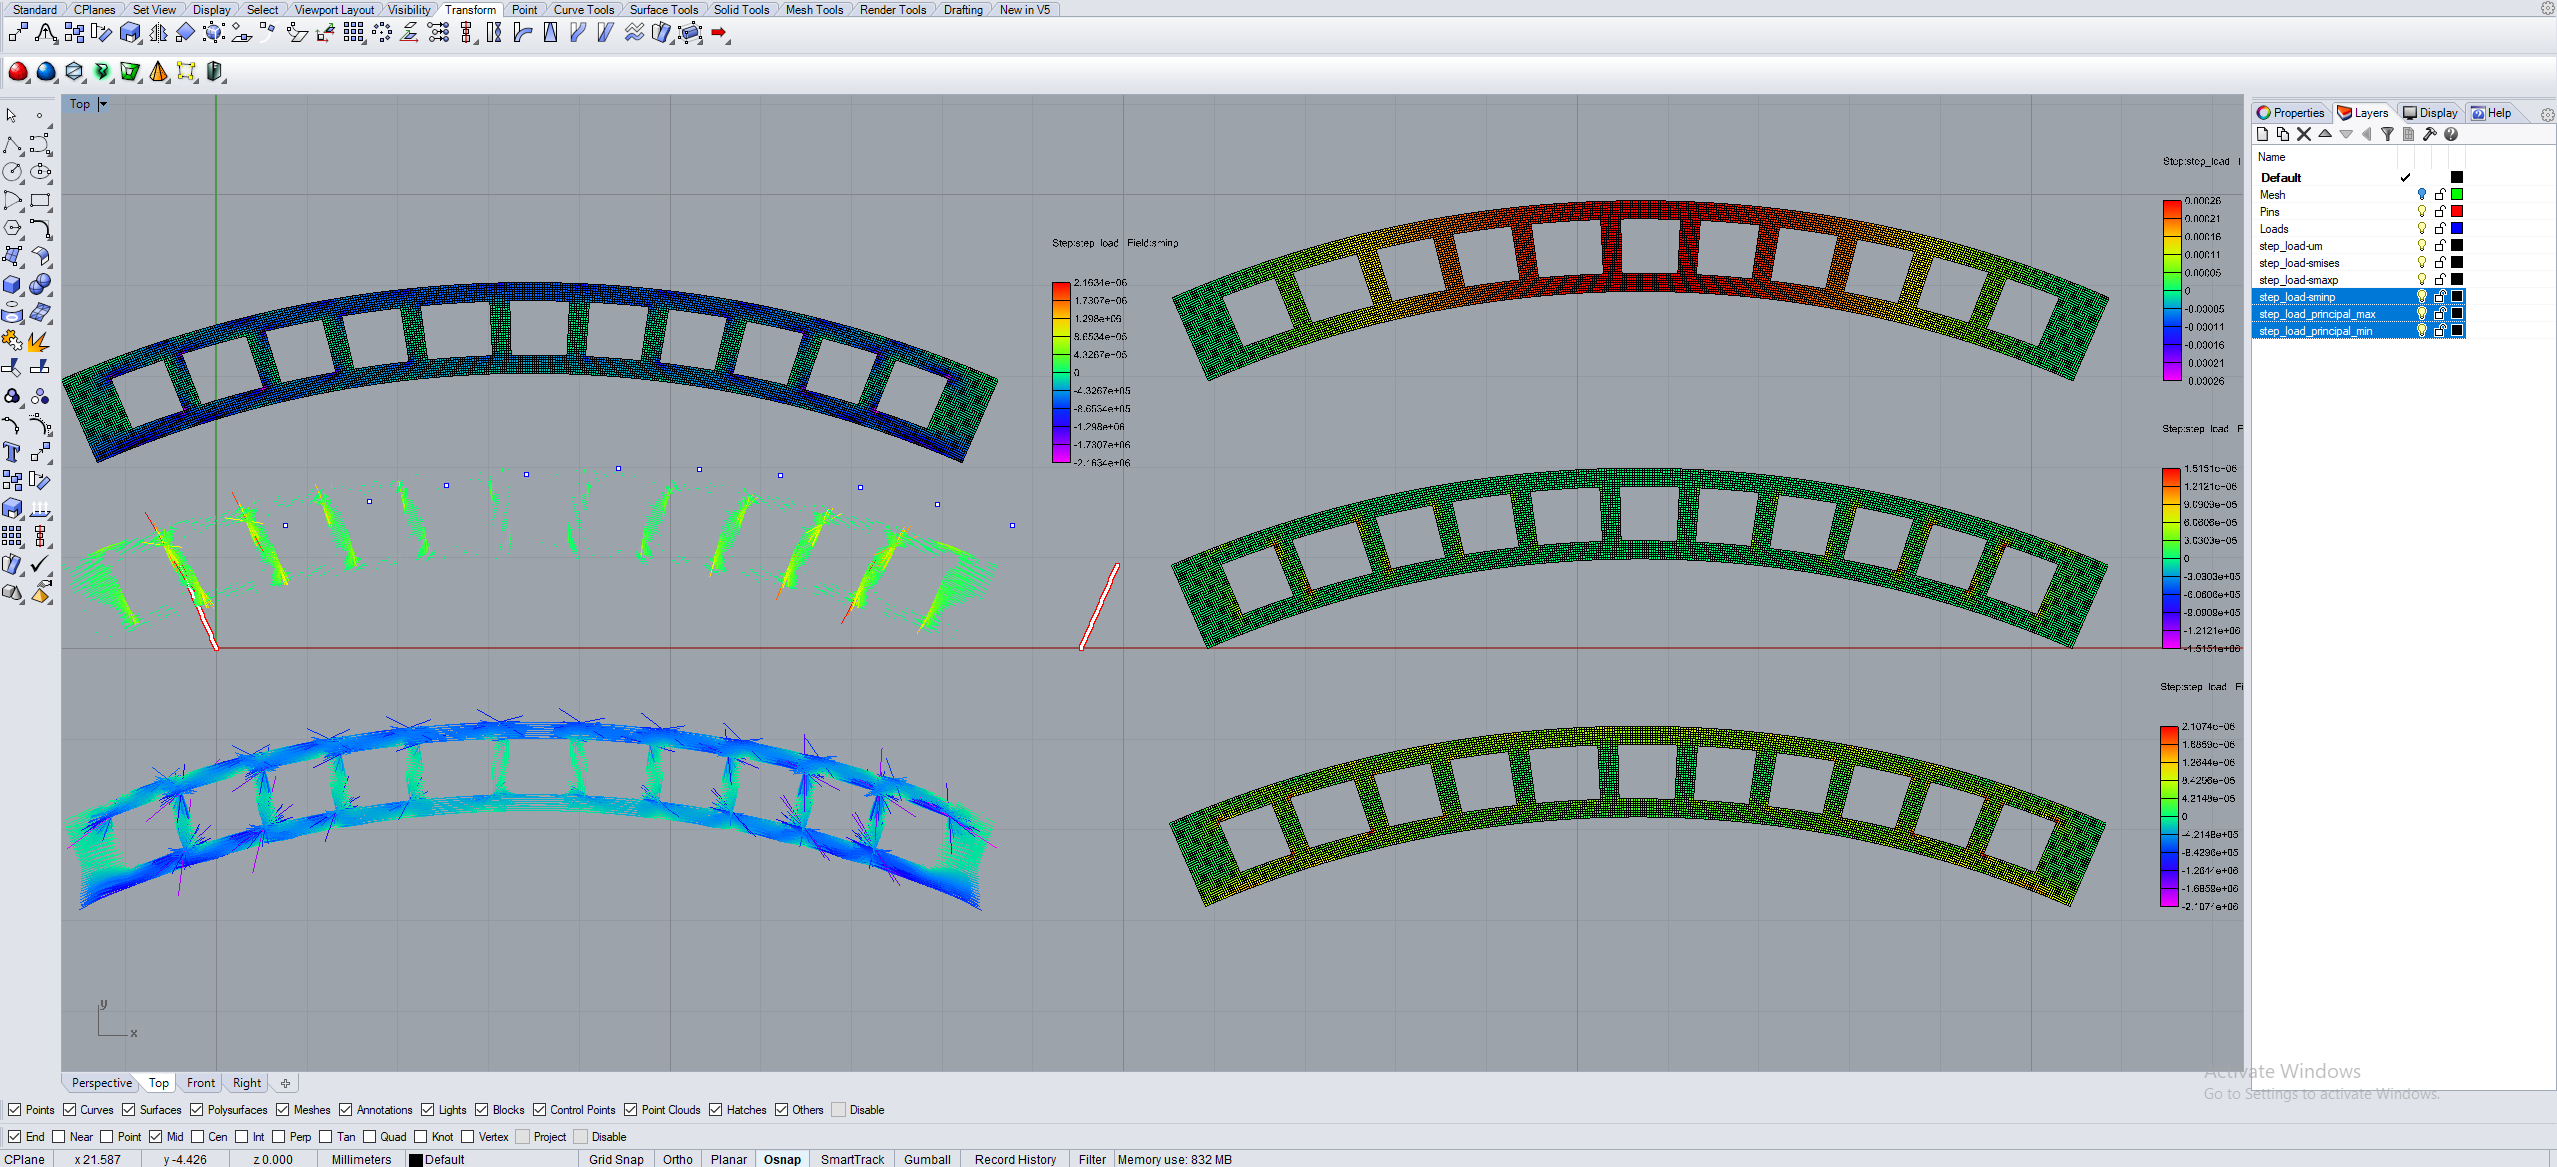 Standard CPlanes Set View Display Select Viewport Layout Visibility Transform Point Curve Tools Surface Tools Solid Tools Mesh Tools Render Tools Drafting New in V5
Top
Properties Layers Display Help
Name
Default
Mesh
Pins
Loads
step_load-um
step_load-smises
step_load-smaxp
step_load-sminp
step_load_principal_max
step_load_principal_min
Step:step_load
0.00026
0.00021
0.00016
0.00011
0.00005
0
-0.00005
-0.00011
-0.00016
0.00021
0.00026
Step:step load Field:sminp
2.1634e-06
1.7307e-06
1.298e-06
8.6534e-05
4.3267e-05
0
-4.3267e+05
-8.6534e+05
-1.298e+06
-1.7307e+06
-2.1634e+06
Step:step load F
1.5151e-06
1.2121e-06
9.0909e-05
6.0606e-05
3.0303e-05
0
-3.0303e+05
-6.0606e+05
-9.0909e+05
-1.2121e+06
-1.5151e+06
Step:step load Fi
2.1074e-06
1.6859e-06
1.2644e-06
8.4296e-05
4.2148e-05
0
-4.2148e+05
-8.4296e+05
-1.2644e+06
-1.6859e+06
-2.1074e+06
y
x
Activate Windows
Go to Settings to activate Windows.
Perspective Top Front Right
Points Curves Surfaces Polysurfaces Meshes Annotations Lights Blocks Control Points Point Clouds Hatches Others Disable
End Near Point Mid Cen Int Perp Tan Quad Knot Vertex Project Disable
CPlane x 21.587 y -4.426 z 0.000 Millimeters Default Grid Snap Ortho Planar Osnap SmartTrack Gumball Record History Filter Memory use: 832 MB